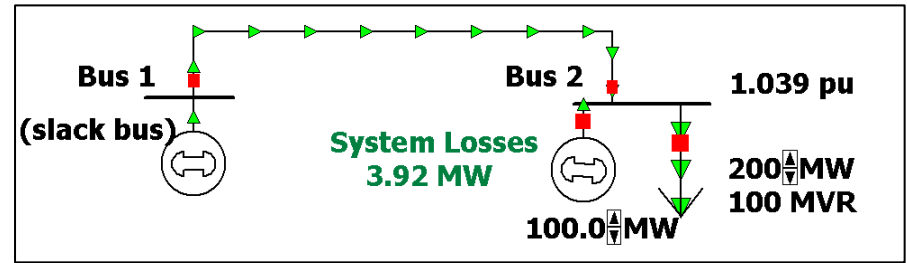 Bus 1
(slack bus)
Bus 2
1.039 pu
System Losses
3.92 MW
200 MW
100 MVR
100.0 MW